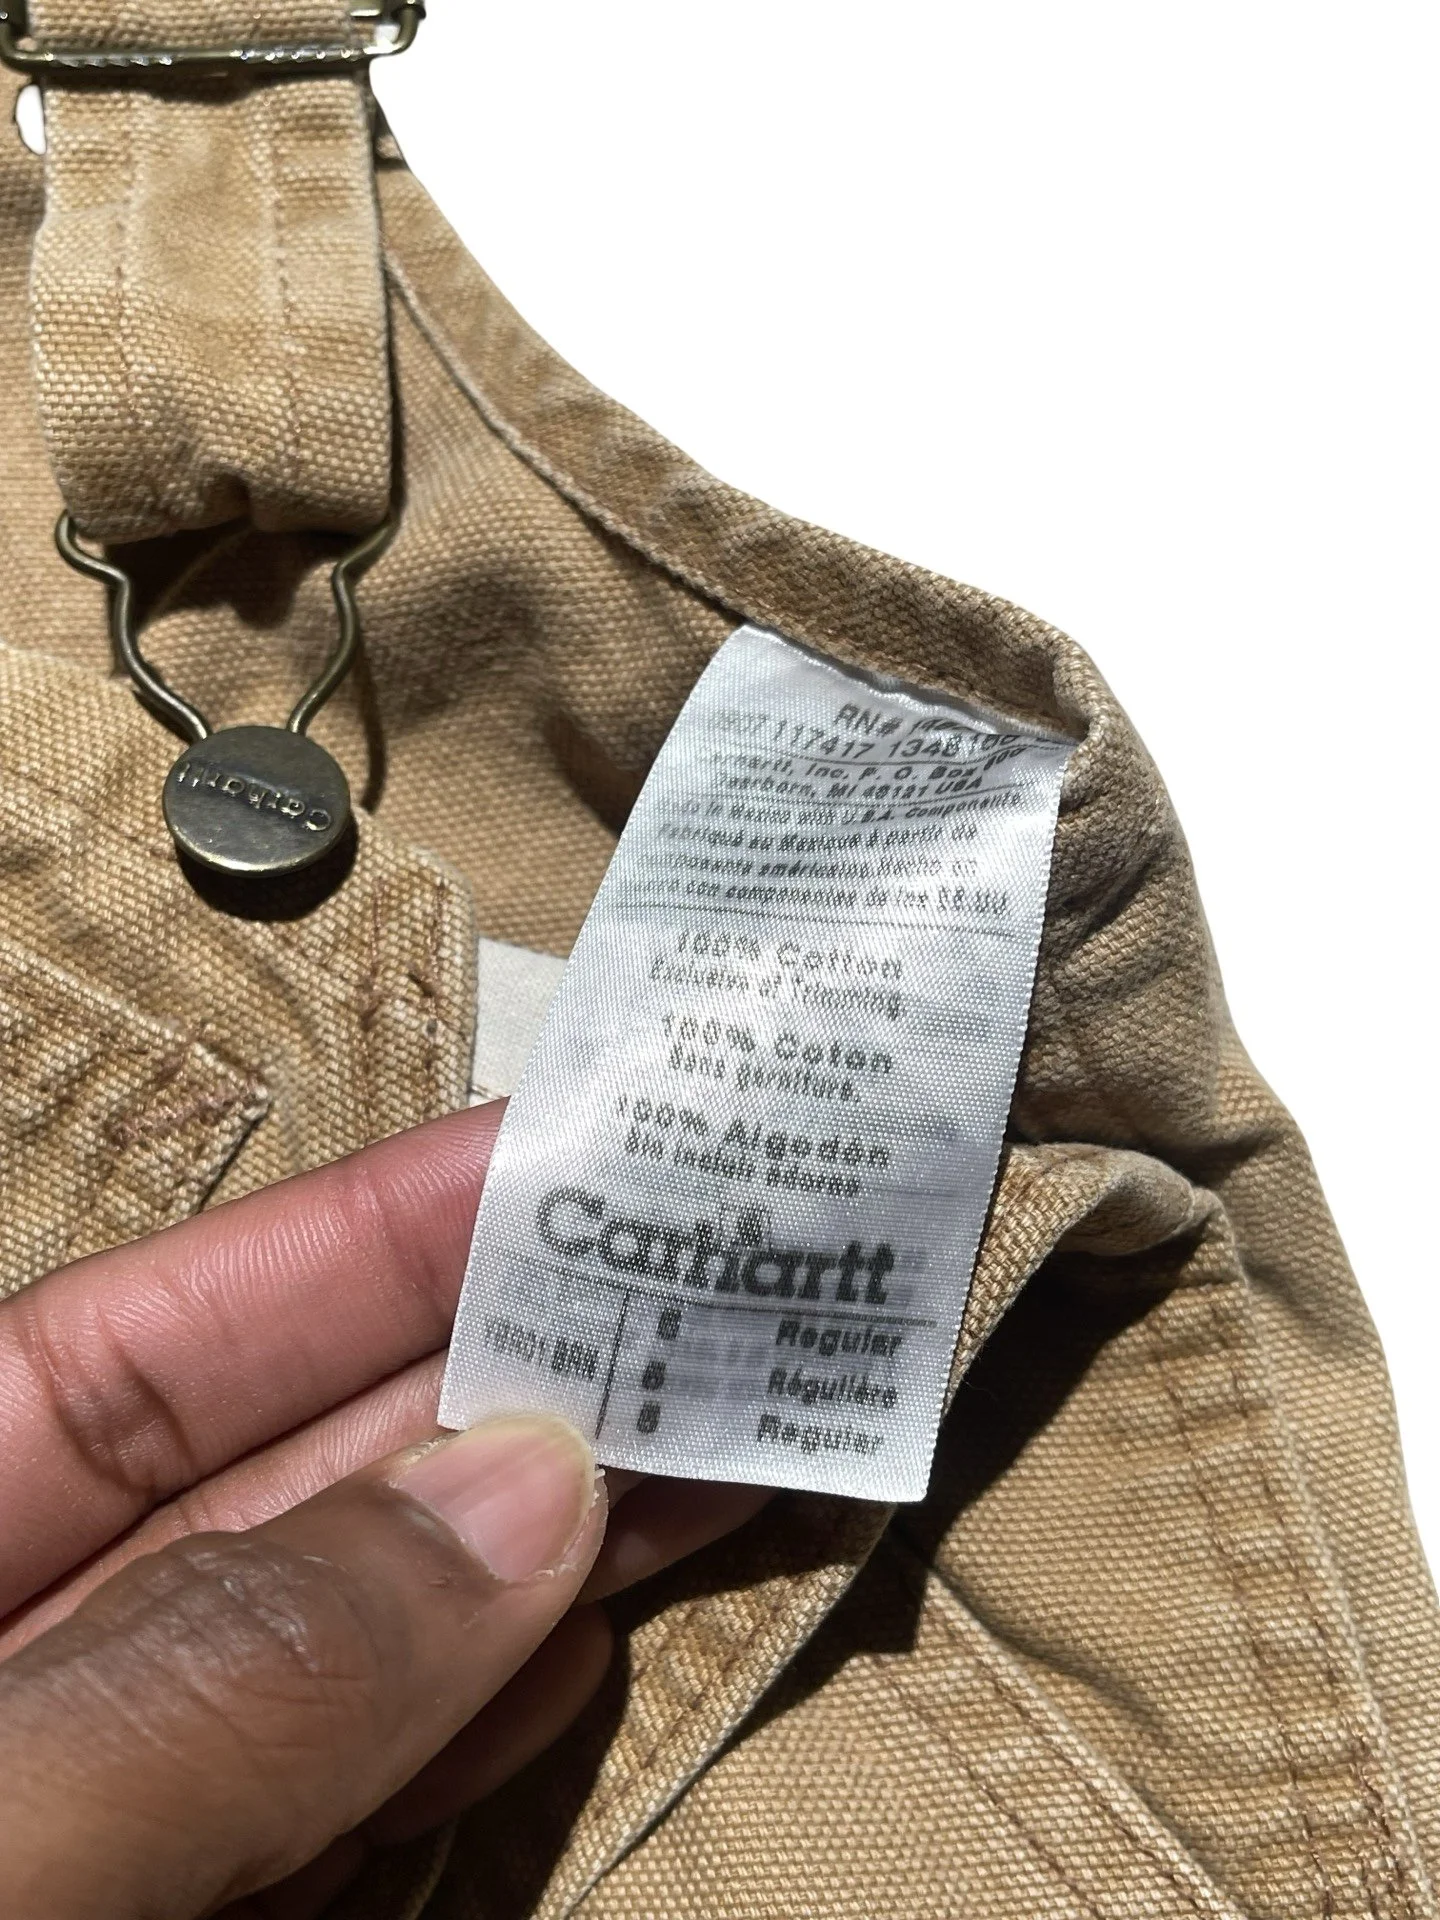 carhartt
RN#
0907 117417 1348
Carhartt, Inc. P. O. Box
Dearborn, MI 48121 USA
Made in Mexico with U.S.A. Components
Fabriqué au Mexique à partir de
composants américains Hecho en
con componentes de los EE.UU.
100% Cotton
Exclusive of Trimming.
100% Coton
Sans garniture.
100% Algodón
Sin incluir adornos
Carhartt
Regular
Régulière
Regular